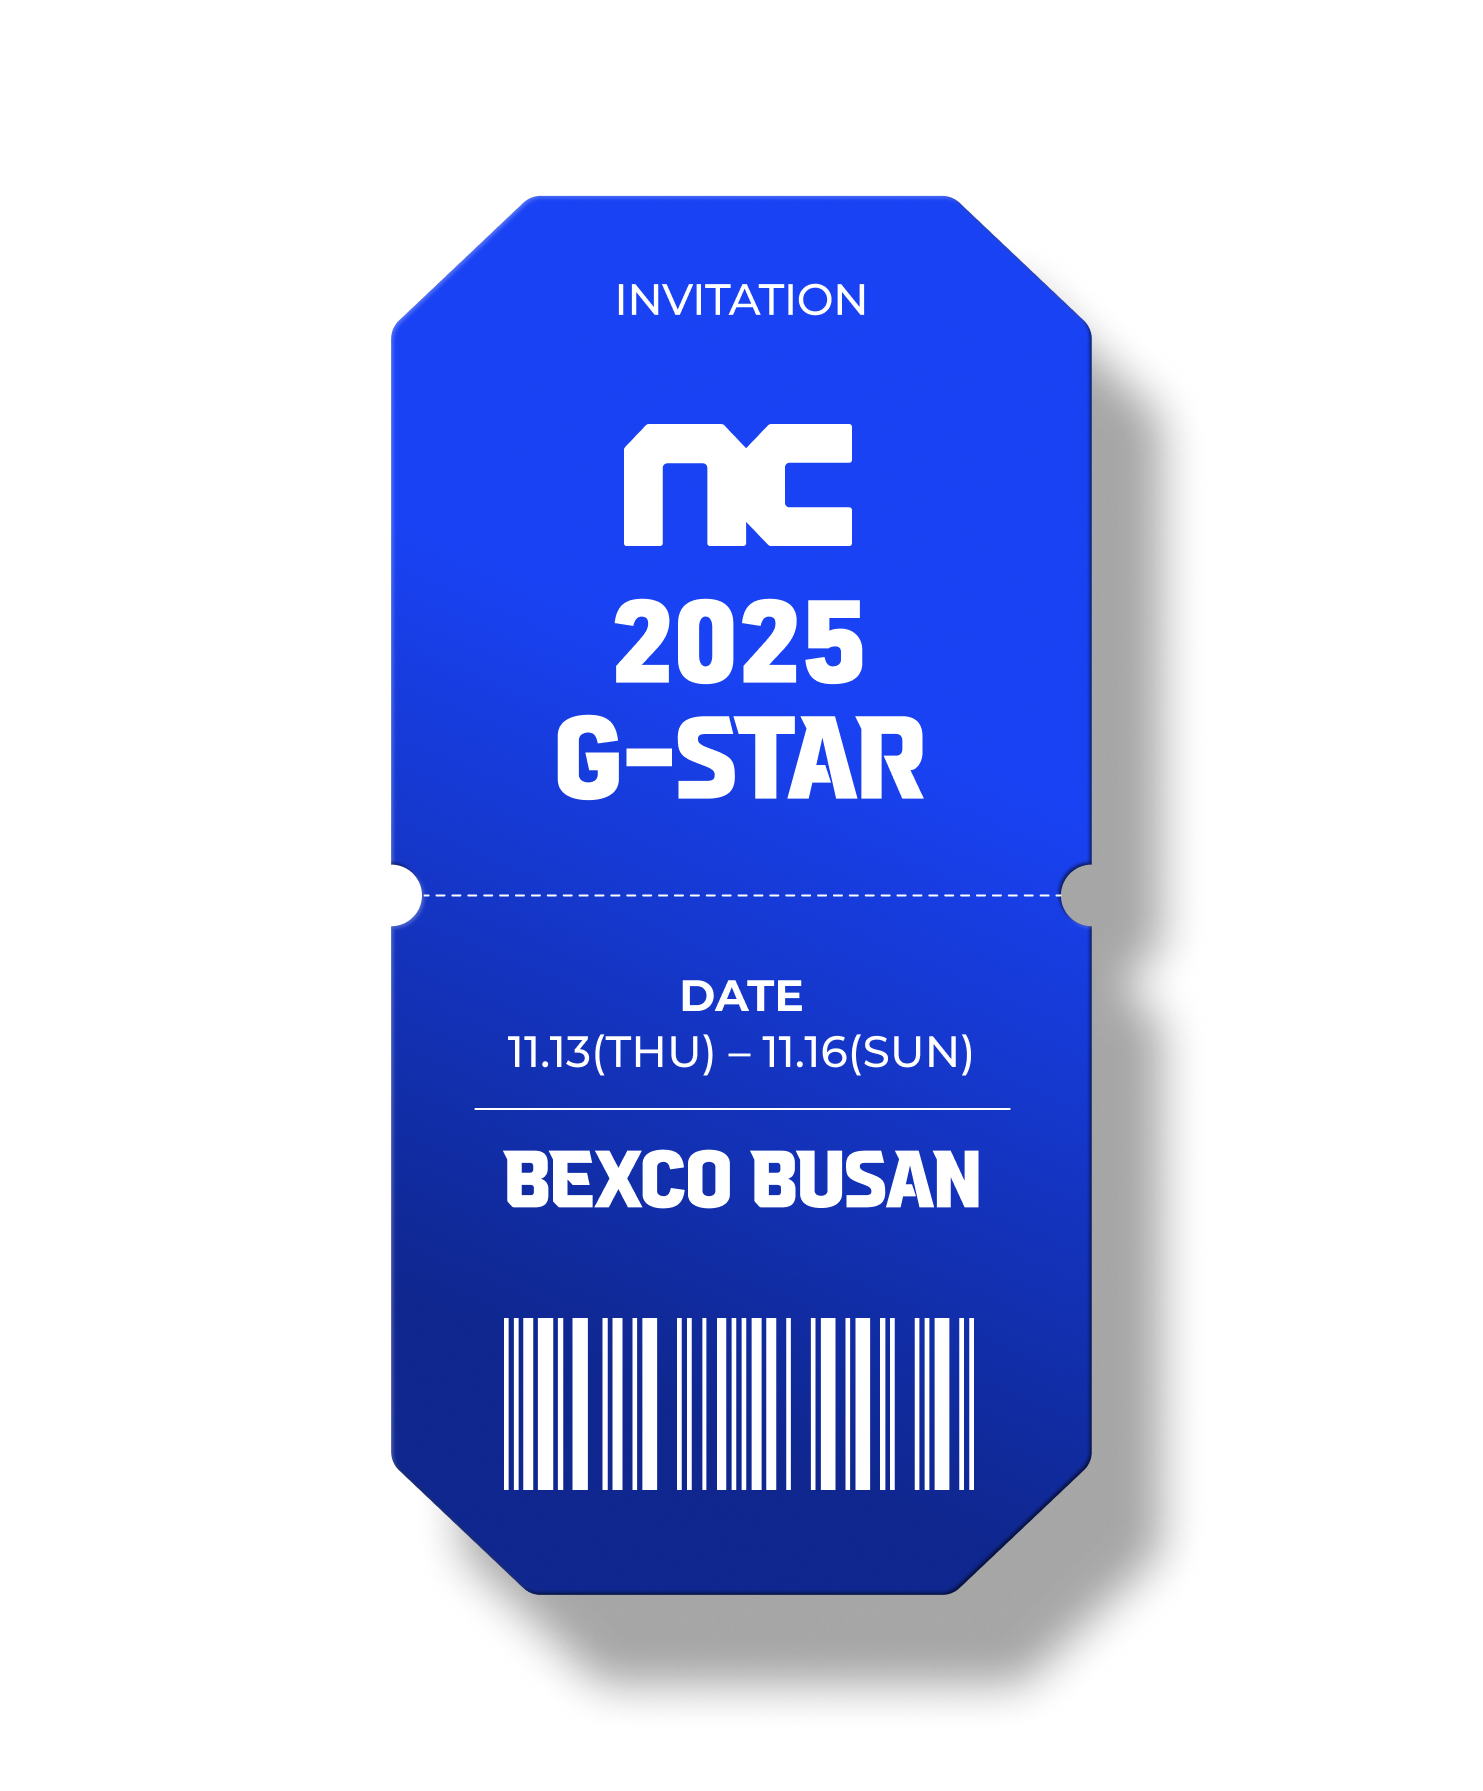 INVITATION
NC
2025
G-STAR
DATE
11.13(THU) – 11.16(SUN)
BEXCO BUSAN